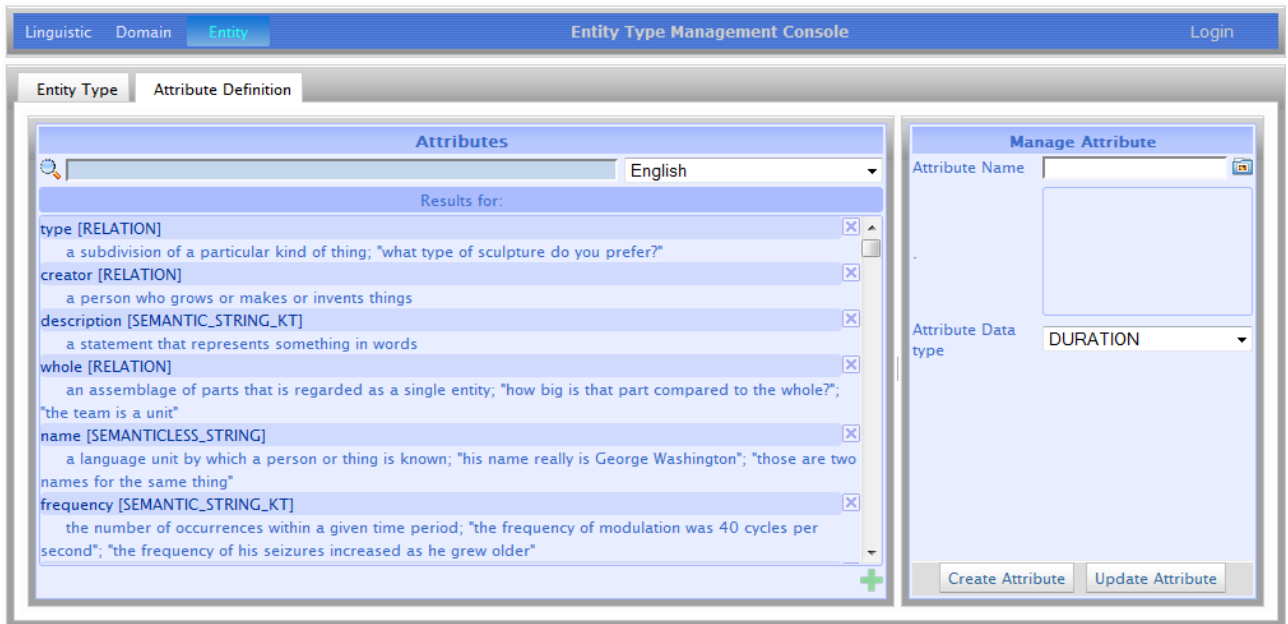 Linguistic Domain Entity Entity Type Management Console Login
Entity Type Attribute Definition
Attributes
English
Results for:
type [RELATION]
a subdivision of a particular kind of thing; "what type of sculpture do you prefer?"
creator [RELATION]
a person who grows or makes or invents things
description [SEMANTIC_STRING_KT]
a statement that represents something in words
whole [RELATION]
an assemblage of parts that is regarded as a single entity; "how big is that part compared to the whole?";
"the team is a unit"
name [SEMANTICLESS_STRING]
a language unit by which a person or thing is known; "his name really is George Washington"; "those are two
names for the same thing"
frequency [SEMANTIC_STRING_KT]
the number of occurrences within a given time period; "the frequency of modulation was 40 cycles per
second"; "the frequency of his seizures increased as he grew older"
Manage Attribute
Attribute Name
.
Attribute Data
type
DURATION
Create Attribute Update Attribute